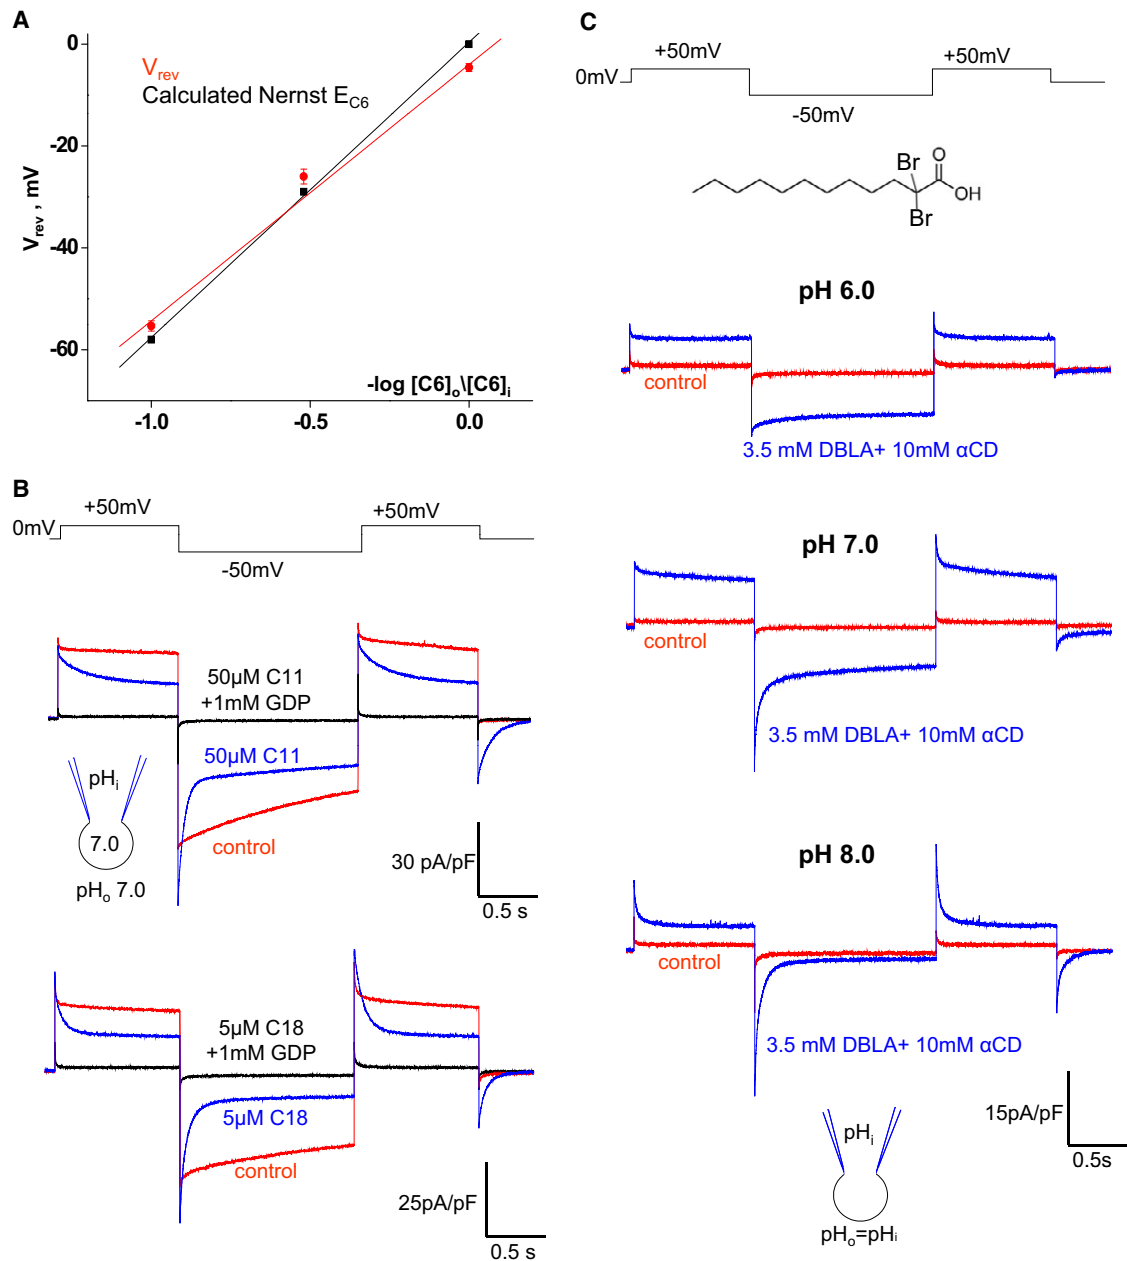 A
0
-20
-40
-60
V_rev , mV
V_rev
Calculated Nernst E_C6
-log [C6]_o\[C6]_i
-1.0
-0.5
0.0
B
0mV
+50mV
-50mV
+50mV
50µM C11
+1mM GDP
50µM C11
control
pH_i
7.0
pH_o 7.0
30 pA/pF
0.5 s
5µM C18
+1mM GDP
5µM C18
control
25pA/pF
0.5 s
C
0mV
+50mV
-50mV
+50mV
Br
O
OH
Br
pH 6.0
control
3.5 mM DBLA+ 10mM αCD
pH 7.0
control
3.5 mM DBLA+ 10mM αCD
pH 8.0
control
3.5 mM DBLA+ 10mM αCD
15pA/pF
0.5s
pH_i
pH_o=pH_i